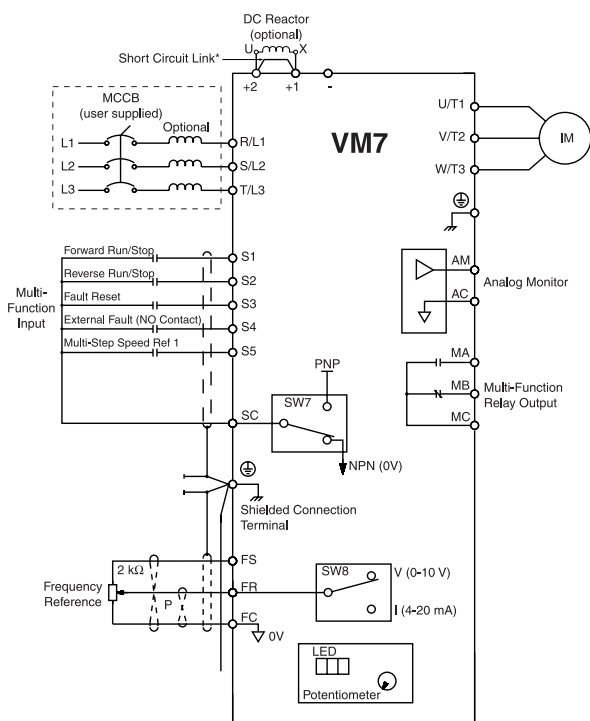 DC Reactor
(optional)
U X
Short Circuit Link*
+2 +1 -
MCCB
(user supplied)
Optional
L1 R/L1
L2 S/L2
L3 T/L3
VM7
U/T1
V/T2
W/T3
IM
Multi-
Function
Input
Forward Run/Stop S1
Reverse Run/Stop S2
Fault Reset S3
External Fault (NO Contact) S4
Multi-Step Speed Ref 1 S5
SC
PNP
SW7
NPN (0V)
AM
AC
Analog Monitor
MA
MB
MC
Multi-Function
Relay Output
Shielded Connection
Terminal
Frequency
Reference
2 kΩ
P
FS
FR
FC
0V
SW8
V (0-10 V)
I (4-20 mA)
LED
Potentiometer